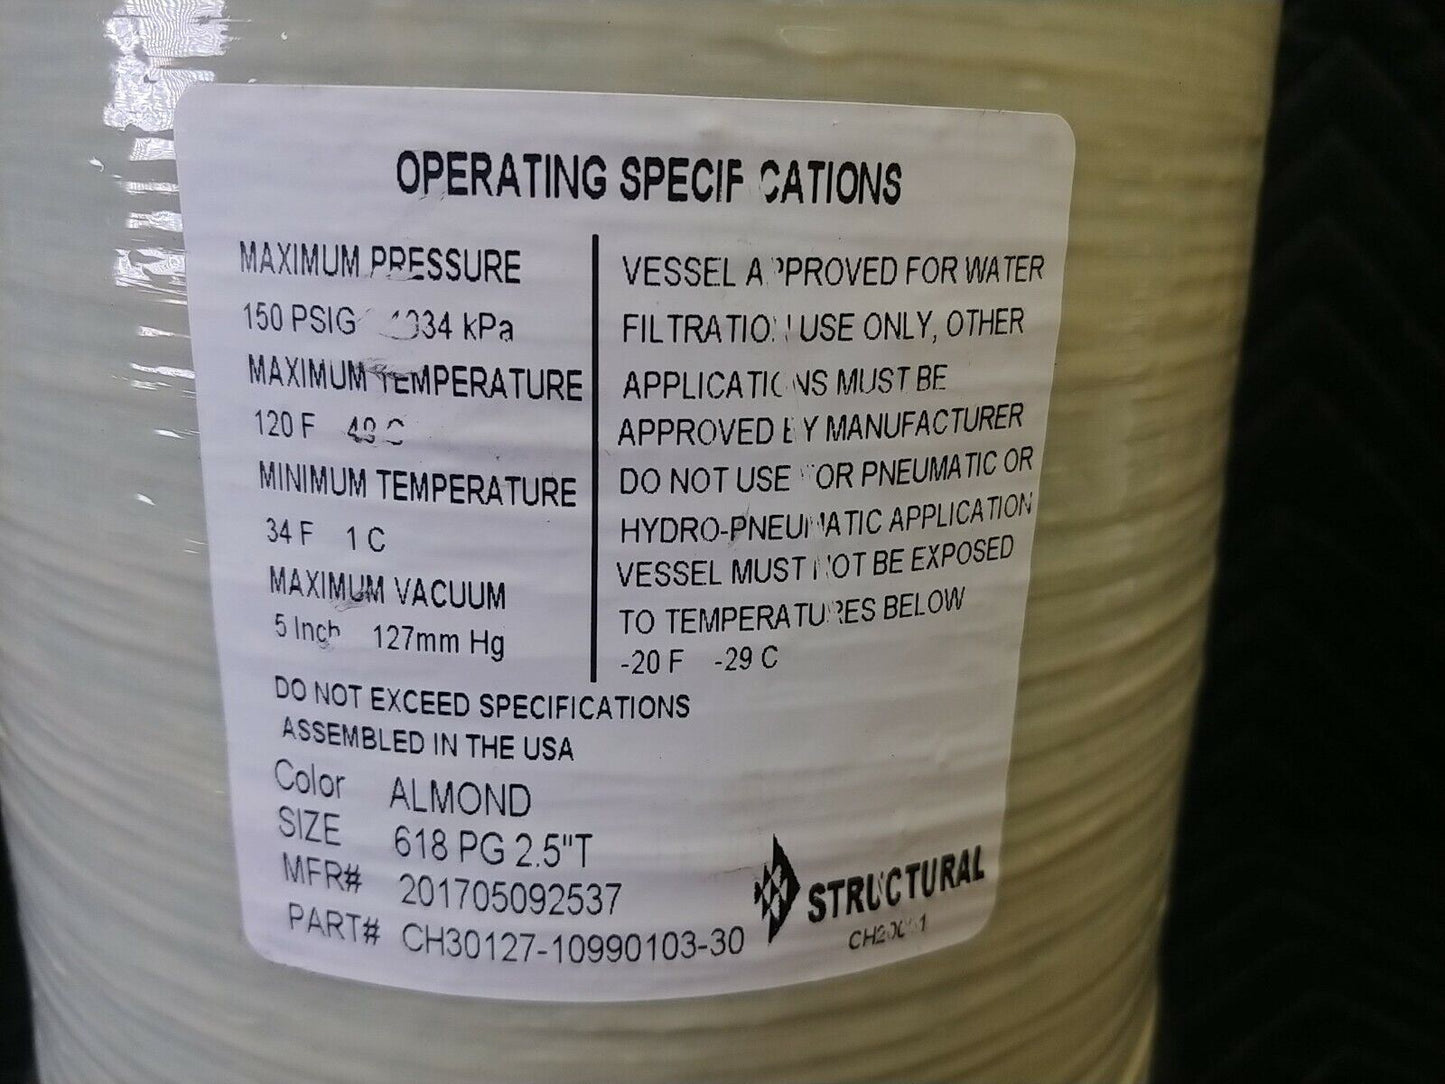 OPERATING SPECIFICATIONS
MAXIMUM PRESSURE
150 PSIG 1034 kPa
MAXIMUM TEMPERATURE
120 F 49 C
MINIMUM TEMPERATURE
34 F 1 C
MAXIMUM VACUUM
5 Inch 127mm Hg
VESSEL APPROVED FOR WATER
FILTRATION USE ONLY, OTHER
APPLICATIONS MUST BE
APPROVED BY MANUFACTURER
DO NOT USE FOR PNEUMATIC OR
HYDRO-PNEUMATIC APPLICATION
VESSEL MUST NOT BE EXPOSED
TO TEMPERATURES BELOW
-20 F -29 C
DO NOT EXCEED SPECIFICATIONS
ASSEMBLED IN THE USA
Color ALMOND
SIZE 618 PG 2.5"T
MFR# 201705092537
PART# CH30127-10990103-30
STRUCTURAL